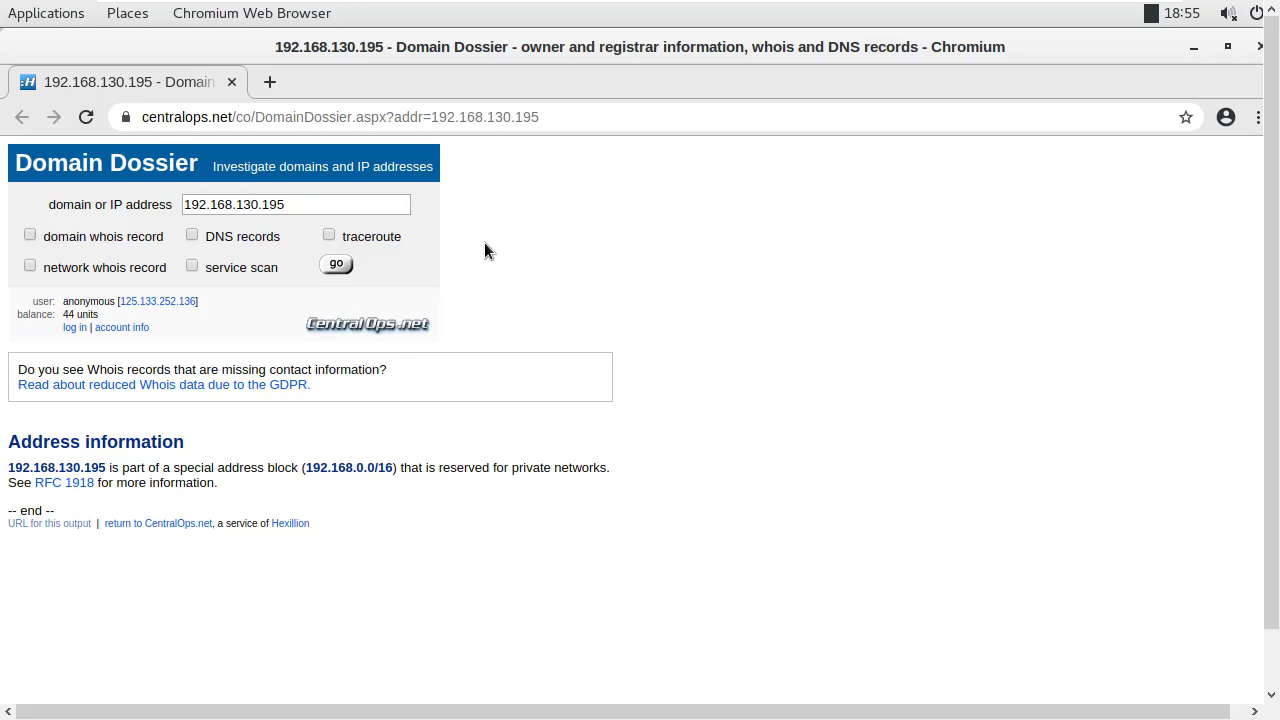 Applications Places Chromium Web Browser 18:55
192.168.130.195 - Domain Dossier - owner and registrar information, whois and DNS records - Chromium
192.168.130.195 - Domain
centralops.net/co/DomainDossier.aspx?addr=192.168.130.195
Domain Dossier Investigate domains and IP addresses
domain or IP address 192.168.130.195
domain whois record DNS records traceroute
network whois record service scan go
user: anonymous [125.133.252.136]
balance: 44 units
log in | account info
CentralOps.net
Do you see Whois records that are missing contact information?
Read about reduced Whois data due to the GDPR.
Address information
192.168.130.195 is part of a special address block (192.168.0.0/16) that is reserved for private networks.
See RFC 1918 for more information.
-- end --
URL for this output | return to CentralOps.net, a service of Hexillion